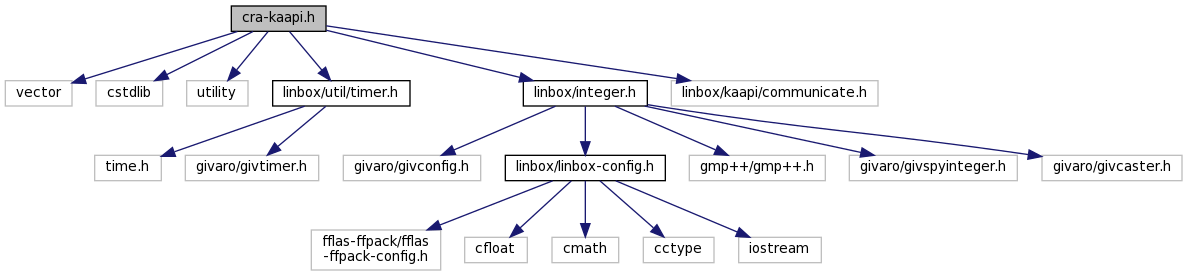 cra-kaapi.h
vector
cstdlib
utility
linbox/util/timer.h
linbox/integer.h
linbox/kaapi/communicate.h
time.h
givaro/givtimer.h
givaro/givconfig.h
linbox/linbox-config.h
gmp++/gmp++.h
givaro/givspyinteger.h
givaro/givcaster.h
fflas-ffpack/fflas
-ffpack-config.h
cfloat
cmath
cctype
iostream